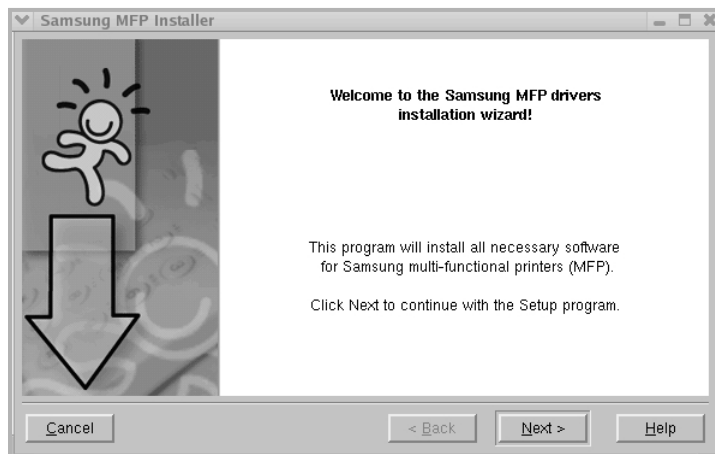 Samsung MFP Installer
Welcome to the Samsung MFP drivers
installation wizard!
This program will install all necessary software
for Samsung multi-functional printers (MFP).
Click Next to continue with the Setup program.
Cancel
< Back
Next >
Help